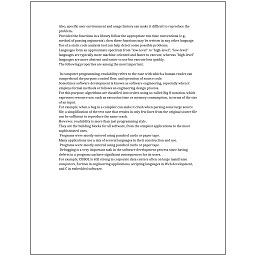 Also, specific user environment and usage history can make it difficult to reproduce the
problem.
Provided the functions in a library follow the appropriate run-time conventions (e.g.,
method of passing arguments), then these functions may be written in any other language.
Use of a static code analysis tool can help detect some possible problems.
Languages form an approximate spectrum from "low-level" to "high-level"; "low-level"
languages are typically more machine-oriented and faster to execute, whereas "high-level"
languages are more abstract and easier to use but execute less quickly.
The following properties are among the most important:

In computer programming, readability refers to the ease with which a human reader can
comprehend the purpose, control flow, and operation of source code.
Sometimes software development is known as software engineering, especially when it
employs formal methods or follows an engineering design process.
For this purpose, algorithms are classified into orders using so-called Big O notation, which
expresses resource use, such as execution time or memory consumption, in terms of the size
of an input.
For example, when a bug in a compiler can make it crash when parsing some large source
file, a simplification of the test case that results in only few lines from the original source file
can be sufficient to reproduce the same crash.
However, readability is more than just programming style.
They are the building blocks for all software, from the simplest applications to the most
sophisticated ones.
Programs were mostly entered using punched cards or paper tape.
Many applications use a mix of several languages in their construction and use.
Programs were mostly entered using punched cards or paper tape.
Debugging is a very important task in the software development process since having
defects in a program can have significant consequences for its users.
For example, COBOL is still strong in corporate data centers often on large mainframe
computers, Fortran in engineering applications, scripting languages in Web development,
and C in embedded software.